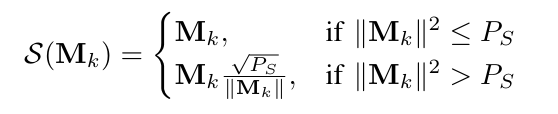 S(M_k) = { M_k, if ‖M_k‖² ≤ P_S
M_k √P_S / ‖M_k‖, if ‖M_k‖² > P_S